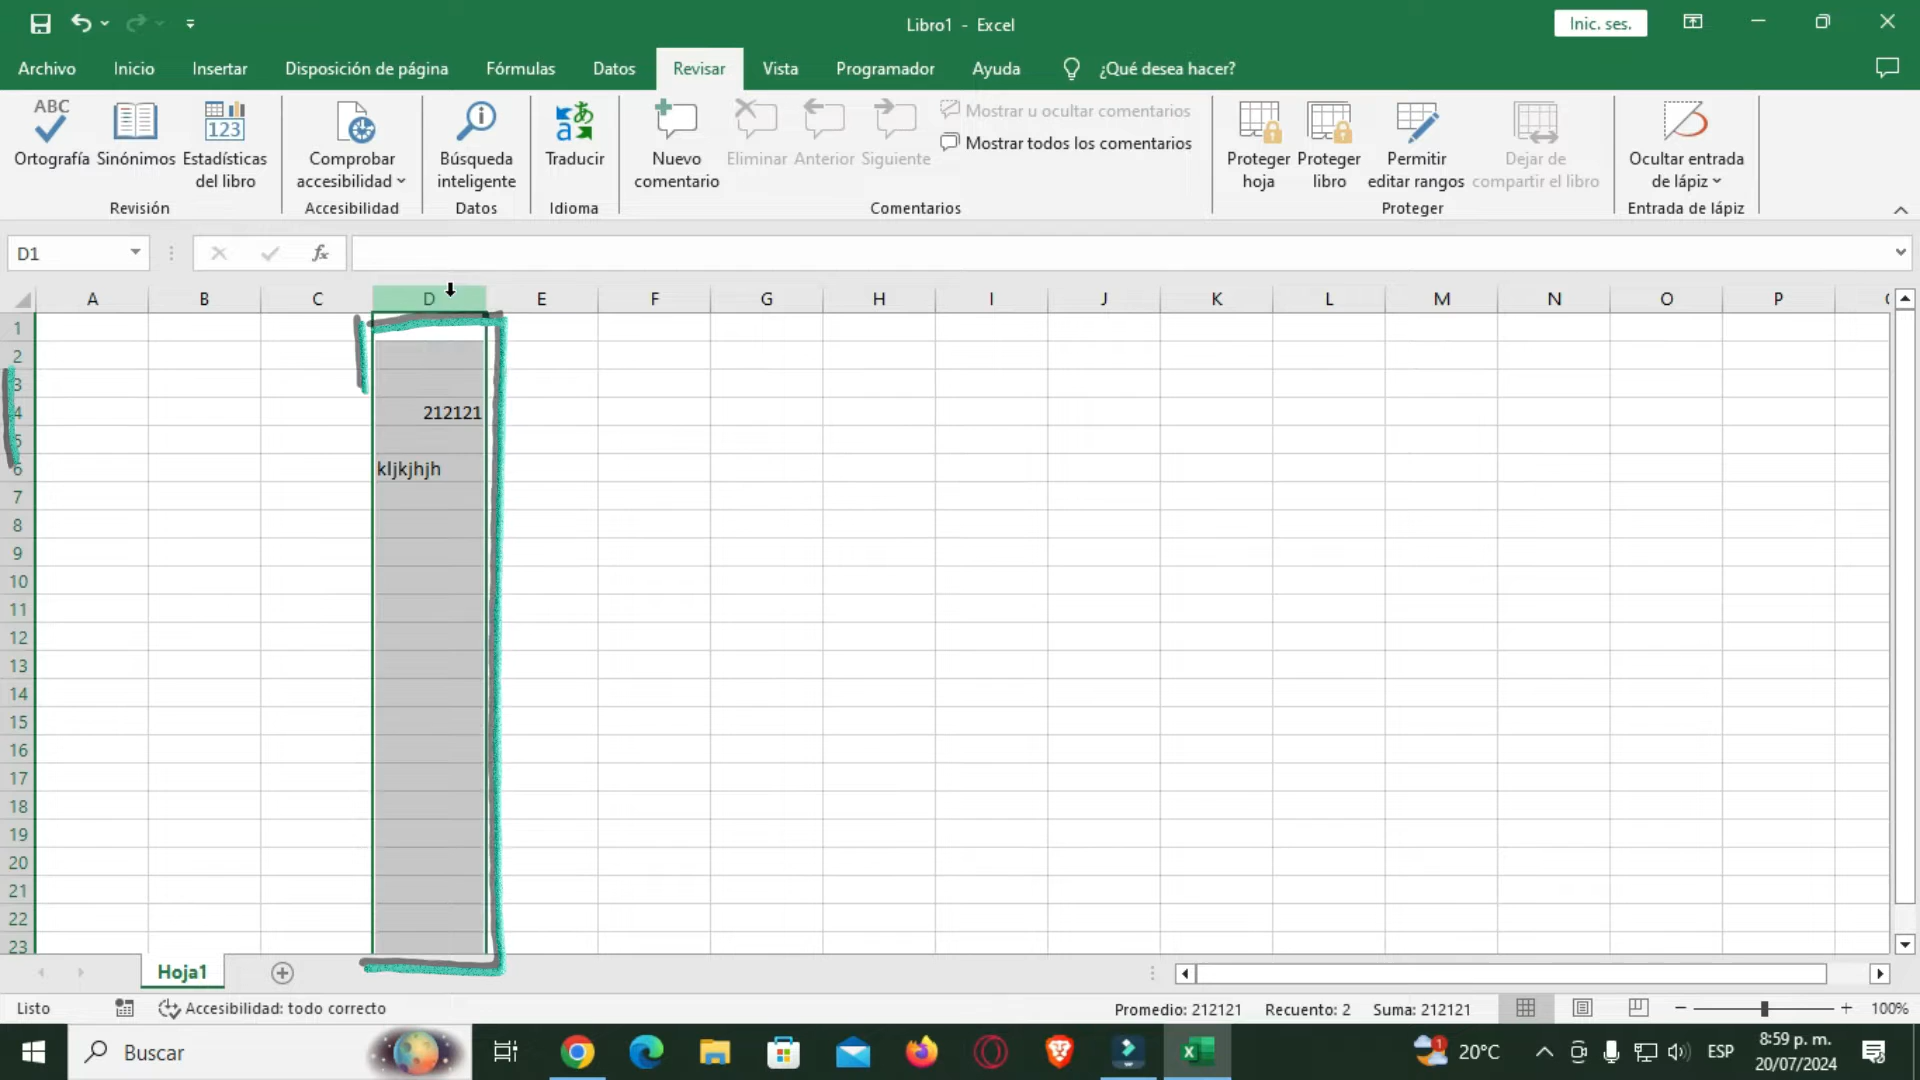 Libro1 - Excel
Inic. ses.
Archivo Inicio Insertar Disposición de página Fórmulas Datos Revisar Vista Programador Ayuda ¿Qué desea hacer?
ABC
Ortografía
Sinónimos
123
Estadísticas
del libro
Revisión
Comprobar
accesibilidad
Accesibilidad
Búsqueda
inteligente
Datos
Traducir
Idioma
Nuevo
comentario
Eliminar
Anterior
Siguiente
Mostrar u ocultar comentarios
Mostrar todos los comentarios
Comentarios
Proteger
hoja
Proteger
libro
Permitir
editar rangos
Dejar de
compartir el libro
Proteger
Ocultar entrada
de lápiz
Entrada de lápiz
D1
fx
A B C D E F G H I J K L M N O P
1
2
3
4 212121
5
6 kljkjhjh
7
8
9
10
11
12
13
14
15
16
17
18
19
20
21
22
23
Hoja1
Listo Accesibilidad: todo correcto Promedio: 212121 Recuento: 2 Suma: 212121 100%
Buscar
20°C
ESP
8:59 p. m.
20/07/2024